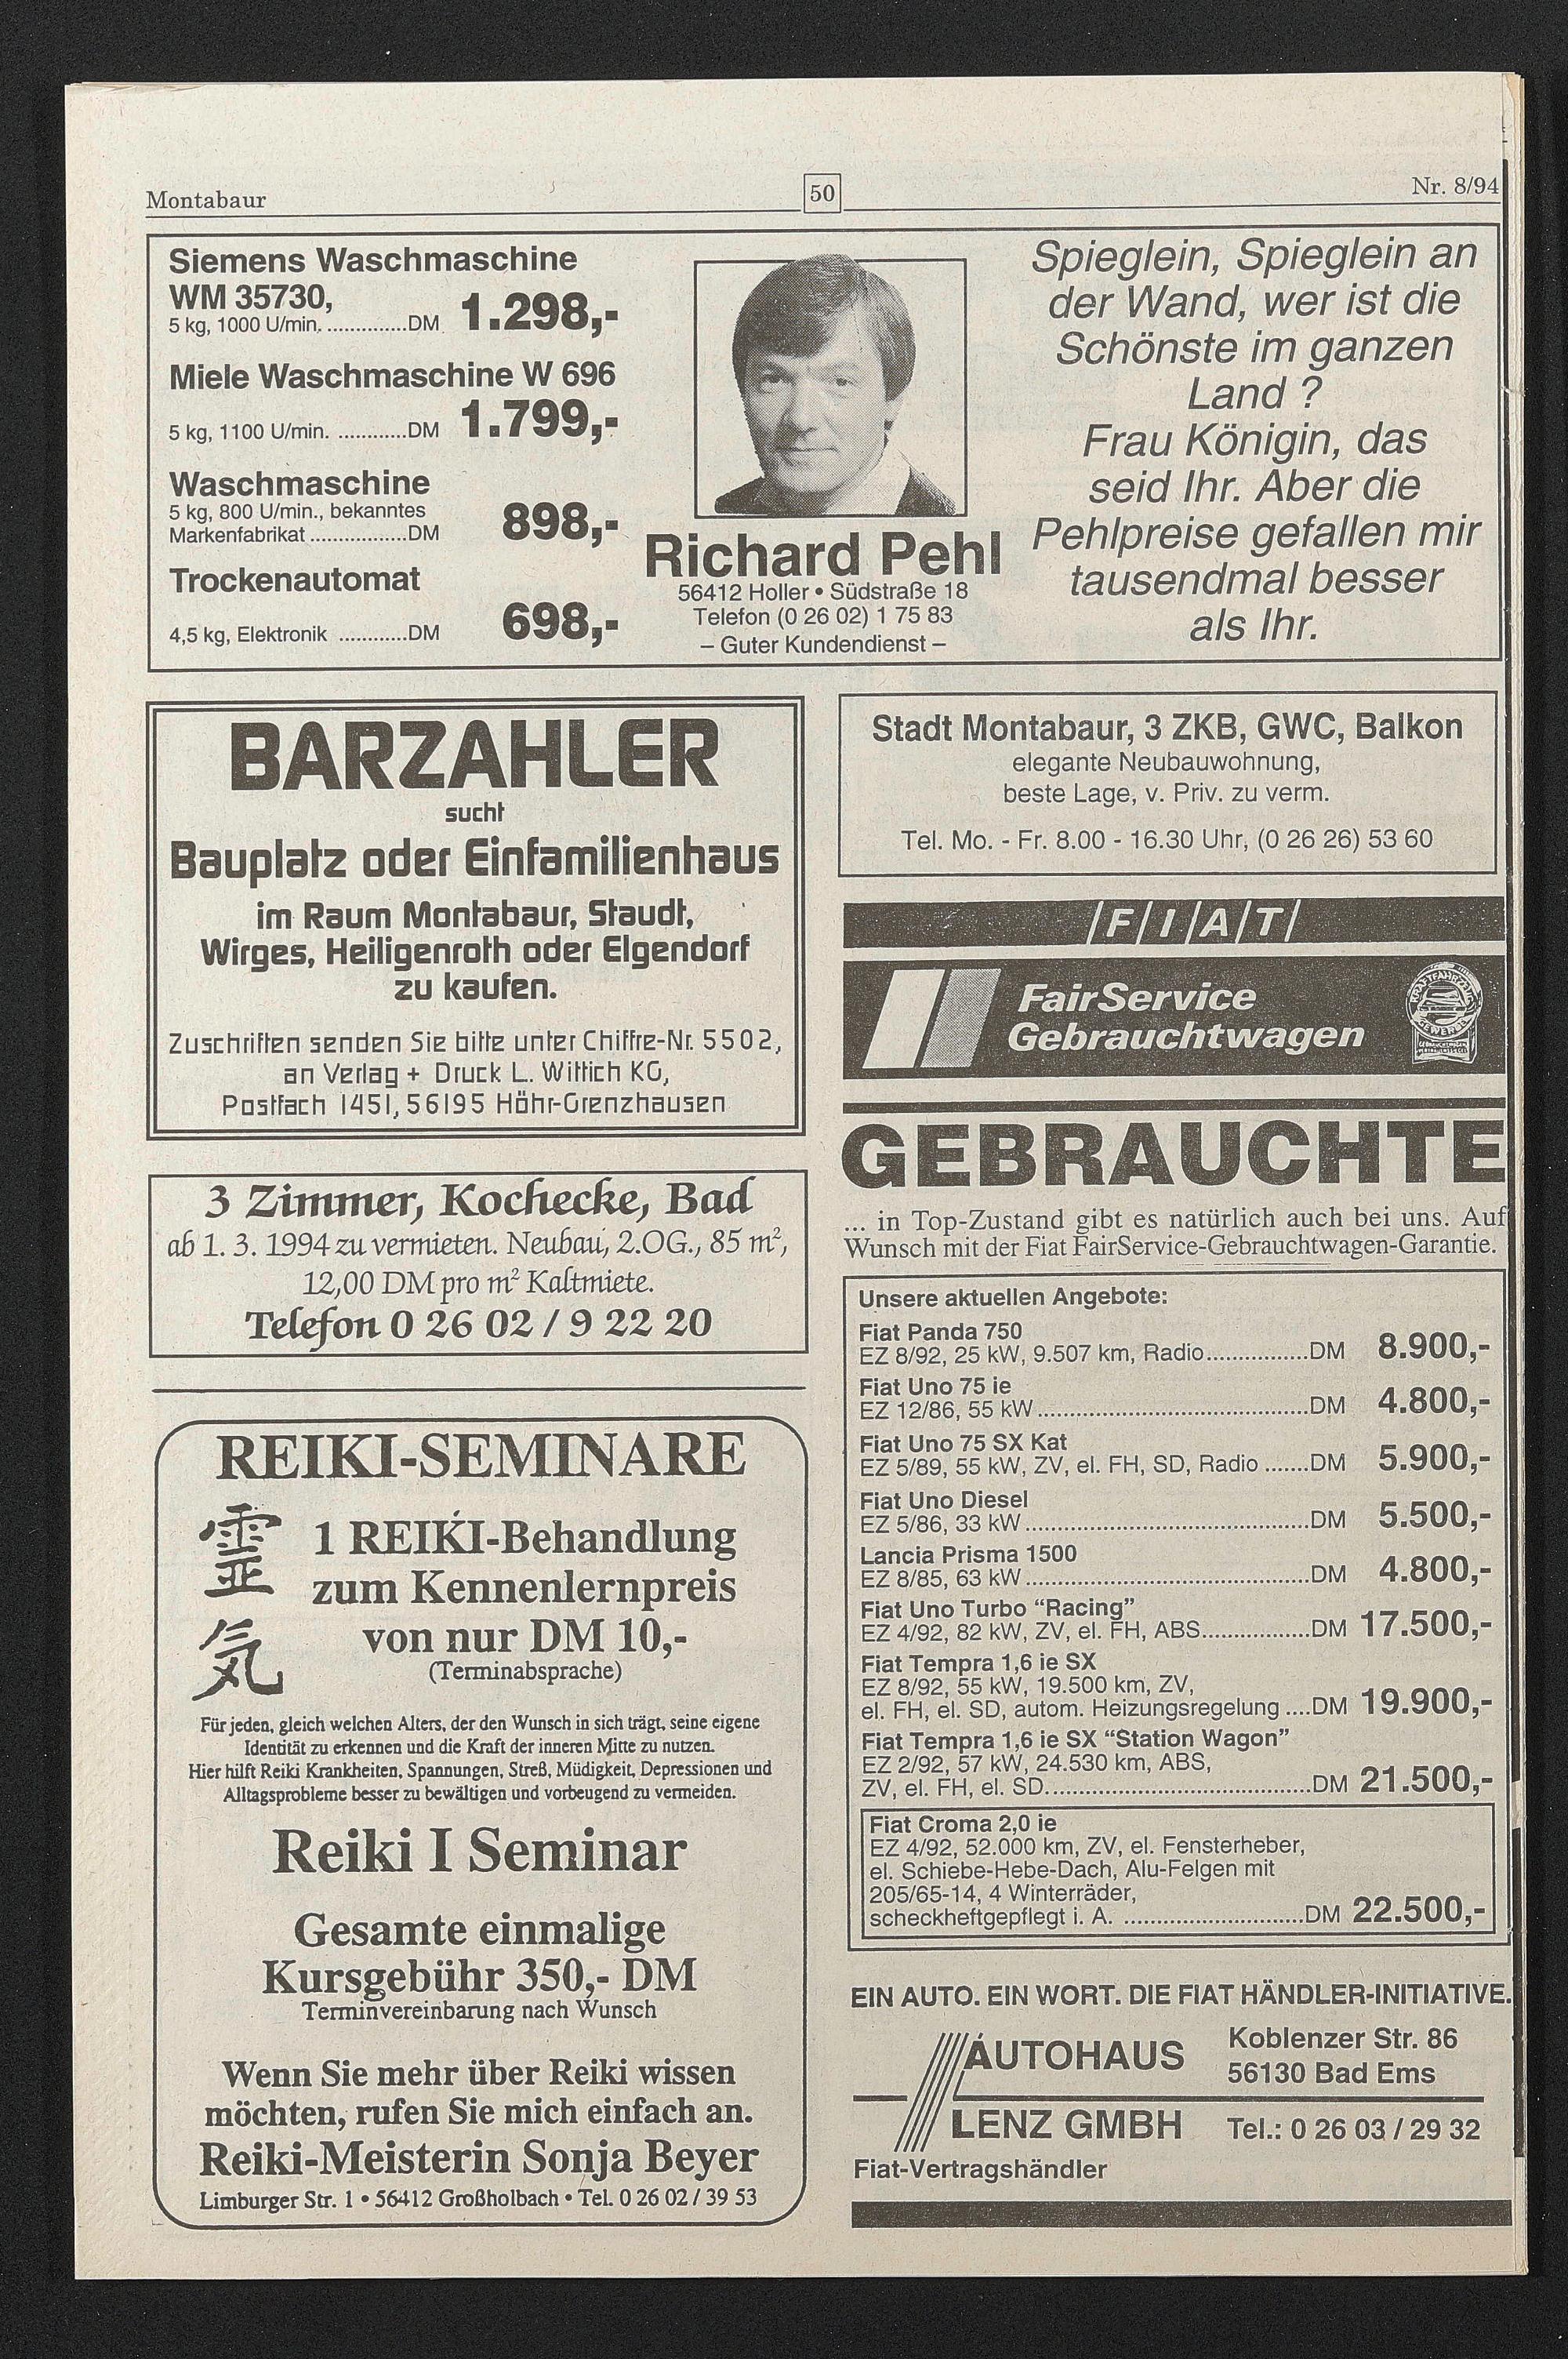 Montabaur
50
Nr. 8/94
Siemens Waschmaschine
WM 35730,
5 kg, 1000 U/min. ..............DM 1.298,-
Miele Waschmaschine W 696
5 kg, 1100 U/min. ............DM 1.799,-
Waschmaschine
5 kg, 800 U/min., bekanntes
Markenfabrikat .................DM 898,-
Trockenautomat
4,5 kg, Elektronik ............DM 698,-
Richard Pehl
56412 Holler • Südstraße 18
Telefon (0 26 02) 1 75 83
– Guter Kundendienst –
Spieglein, Spieglein an
der Wand, wer ist die
Schönste im ganzen
Land ?
Frau Königin, das
seid Ihr. Aber die
Pehlpreise gefallen mir
tausendmal besser
als Ihr.
BARZAHLER
sucht
Bauplatz oder Einfamilienhaus
im Raum Montabaur, Staudt,
Wirges, Heiligenroth oder Elgendorf
zu kaufen.
Zuschriften senden Sie bitte unter Chiffre-Nr. 5502,
an Verlag + Druck L. Wittich KG,
Postfach 1451, 56195 Höhr-Grenzhausen
3 Zimmer, Kochecke, Bad
ab 1. 3. 1994 zu vermieten. Neubau, 2.OG., 85 m²,
12,00 DM pro m² Kaltmiete.
Telefon 0 26 02 / 9 22 20
REIKI-SEMINARE
霊
気
1 REIKI-Behandlung
zum Kennenlernpreis
von nur DM 10,-
(Terminabsprache)
Für jeden, gleich welchen Alters, der den Wunsch in sich trägt, seine eigene
Identität zu erkennen und die Kraft der inneren Mitte zu nutzen.
Hier hilft Reiki Krankheiten, Spannungen, Streß, Müdigkeit, Depressionen und
Alltagsprobleme besser zu bewältigen und vorbeugend zu vermeiden.
Reiki I Seminar
Gesamte einmalige
Kursgebühr 350,- DM
Terminvereinbarung nach Wunsch
Wenn Sie mehr über Reiki wissen
möchten, rufen Sie mich einfach an.
Reiki-Meisterin Sonja Beyer
Limburger Str. 1 • 56412 Großholbach • Tel. 0 26 02 / 39 53
Stadt Montabaur, 3 ZKB, GWC, Balkon
elegante Neubauwohnung,
beste Lage, v. Priv. zu verm.
Tel. Mo. - Fr. 8.00 - 16.30 Uhr, (0 26 26) 53 60
FIAT
FairService
Gebrauchtwagen
KRAFTFAHRZEUG
GEWERBE
GEBRAUCHTE
... in Top-Zustand gibt es natürlich auch bei uns. Auf
Wunsch mit der Fiat FairService-Gebrauchtwagen-Garantie.
Unsere aktuellen Angebote:
Fiat Panda 750
EZ 8/92, 25 kW, 9.507 km, Radio................DM 8.900,-
Fiat Uno 75 ie
EZ 12/86, 55 kW...........................................DM 4.800,-
Fiat Uno 75 SX Kat
EZ 5/89, 55 kW, ZV, el. FH, SD, Radio .......DM 5.900,-
Fiat Uno Diesel
EZ 5/86, 33 kW.............................................DM 5.500,-
Lancia Prisma 1500
EZ 8/85, 63 kW.............................................DM 4.800,-
Fiat Uno Turbo “Racing”
EZ 4/92, 82 kW, ZV, el. FH, ABS.................DM 17.500,-
Fiat Tempra 1,6 ie SX
EZ 8/92, 55 kW, 19.500 km, ZV,
el. FH, el. SD, autom. Heizungsregelung ....DM 19.900,-
Fiat Tempra 1,6 ie SX “Station Wagon”
EZ 2/92, 57 kW, 24.530 km, ABS,
ZV, el. FH, el. SD..........................................DM 21.500,-
Fiat Croma 2,0 ie
EZ 4/92, 52.000 km, ZV, el. Fensterheber,
el. Schiebe-Hebe-Dach, Alu-Felgen mit
205/65-14, 4 Winterräder,
scheckheftgepflegt i. A. ............................DM 22.500,-
EIN AUTO. EIN WORT. DIE FIAT HÄNDLER-INITIATIVE.
AUTOHAUS
LENZ GMBH
Koblenzer Str. 86
56130 Bad Ems
Tel.: 0 26 03 / 29 32
Fiat-Vertragshändler